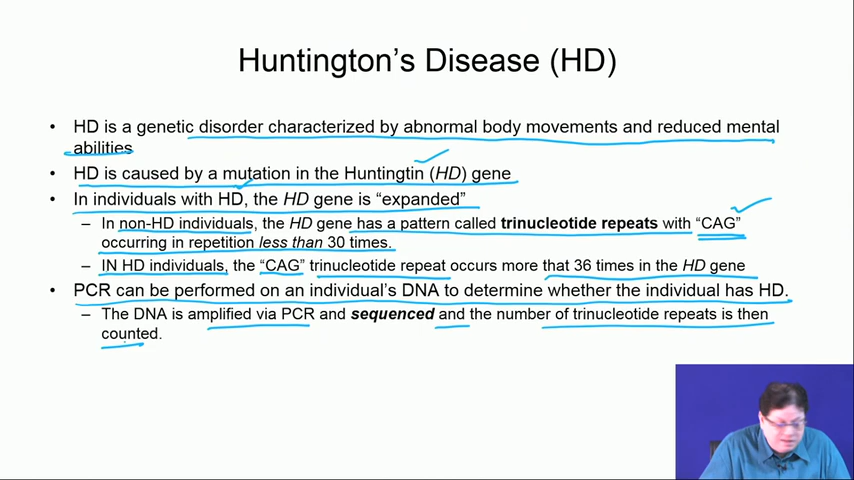 Huntington’s Disease (HD)
• HD is a genetic disorder characterized by abnormal body movements and reduced mental
abilities
• HD is caused by a mutation in the Huntingtin (HD) gene
• In individuals with HD, the HD gene is “expanded”
– In non-HD individuals, the HD gene has a pattern called trinucleotide repeats with “CAG”
occurring in repetition less than 30 times.
– IN HD individuals, the “CAG” trinucleotide repeat occurs more that 36 times in the HD gene
• PCR can be performed on an individual’s DNA to determine whether the individual has HD.
– The DNA is amplified via PCR and sequenced and the number of trinucleotide repeats is then
counted.